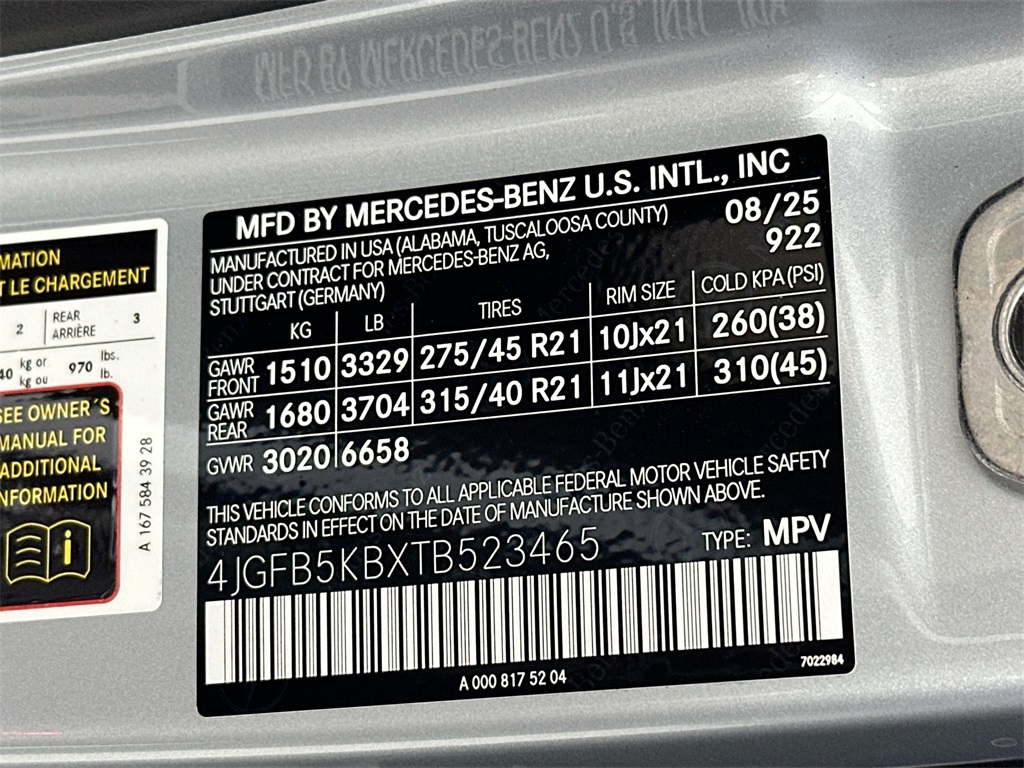 MFD BY MERCEDES-BENZ U.S. INTL., INC
MANUFACTURED IN USA (ALABAMA, TUSCALOOSA COUNTY) 08/25
UNDER CONTRACT FOR MERCEDES-BENZ AG, 922
STUTTGART (GERMANY)
KG LB TIRES RIM SIZE COLD KPA(PSI)
GAWR FRONT 1510 3329 275/45 R21 10Jx21 260(38)
GAWR REAR 1680 3704 315/40 R21 11Jx21 310(45)
GVWR 3020 6658
THIS VEHICLE CONFORMS TO ALL APPLICABLE FEDERAL MOTOR VEHICLE SAFETY
STANDARDS IN EFFECT ON THE DATE OF MANUFACTURE SHOWN ABOVE.
4JGFB5KBXTB523465 TYPE: MPV
7022984
A 000 817 52 04
LE CHARGEMENT
2 REAR 3
ARRIÈRE
kg or 970 lbs.
kg ou lb.
SEE OWNER´S
MANUAL FOR
ADDITIONAL
INFORMATION
A 167 584 39 28